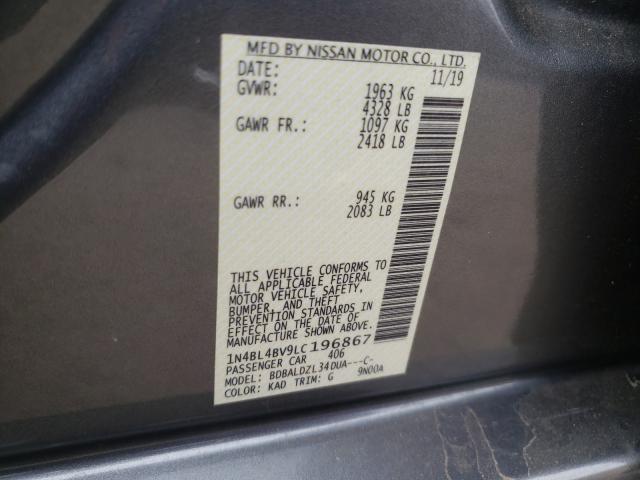 MFD BY NISSAN MOTOR CO., LTD.
DATE: 11/19
GVWR: 1963 KG
4328 LB
GAWR FR.: 1097 KG
2418 LB
GAWR RR.: 945 KG
2083 LB
THIS VEHICLE CONFORMS TO
ALL APPLICABLE FEDERAL
MOTOR VEHICLE SAFETY,
BUMPER, AND THEFT
PREVENTION STANDARDS IN
EFFECT ON THE DATE OF
MANUFACTURE SHOWN ABOVE.
1N4BL4BV9LC196867
PASSENGER CAR 406
MODEL: BDBALDZL34DUA---C-
COLOR: KAD TRIM: G 9N00A